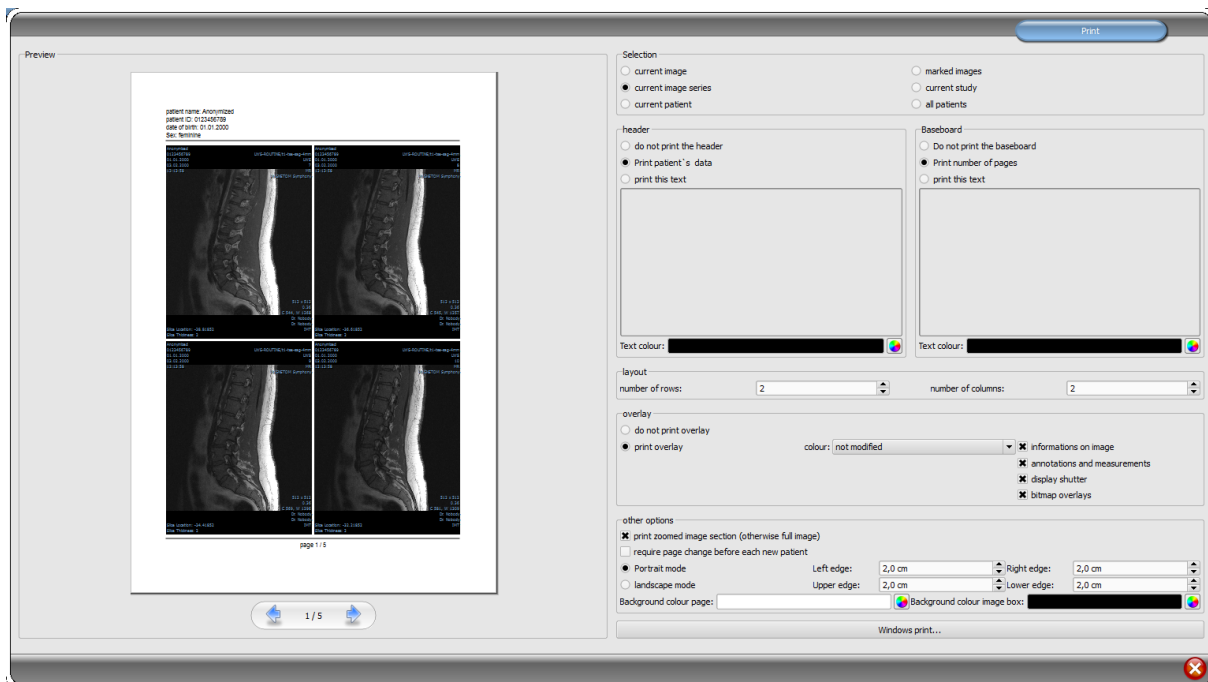 Print
Preview
patient name: Anonymized
patient ID: 0123456789
date of birth: 01.01.2000
Sex: feminine
Anonymized
0123456789
01.01.2000
page 1 / 5
1 / 5
Selection
current image
marked images
current image series
current study
current patient
all patients
header
do not print the header
Print patient`s data
print this text
Text colour:
Baseboard
Do not print the baseboard
Print number of pages
print this text
Text colour:
layout
number of rows: 2 number of columns: 2
overlay
do not print overlay
print overlay colour: not modified informations on image
annotations and measurements
display shutter
bitmap overlays
other options
print zoomed image section (otherwise full image)
require page change before each new patient
Portrait mode Left edge: 2,0 cm Right edge: 2,0 cm
landscape mode Upper edge: 2,0 cm Lower edge: 2,0 cm
Background colour page: Background colour image box:
Windows print...